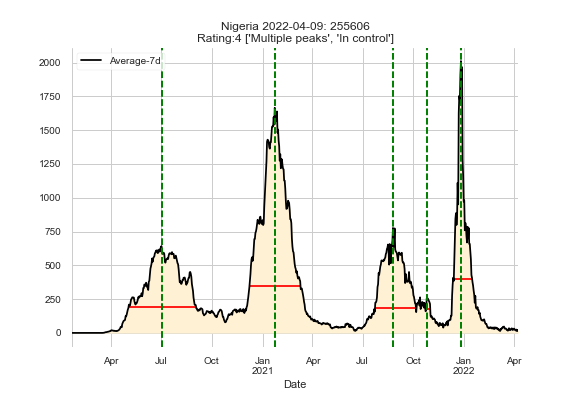 Nigeria 2022-04-09: 255606
Rating:4 ['Multiple peaks', 'In control']
Average-7d
2000
1750
1500
1250
1000
750
500
250
0
Apr Jul Oct Jan Apr Jul Oct Jan Apr
2021 2022
Date